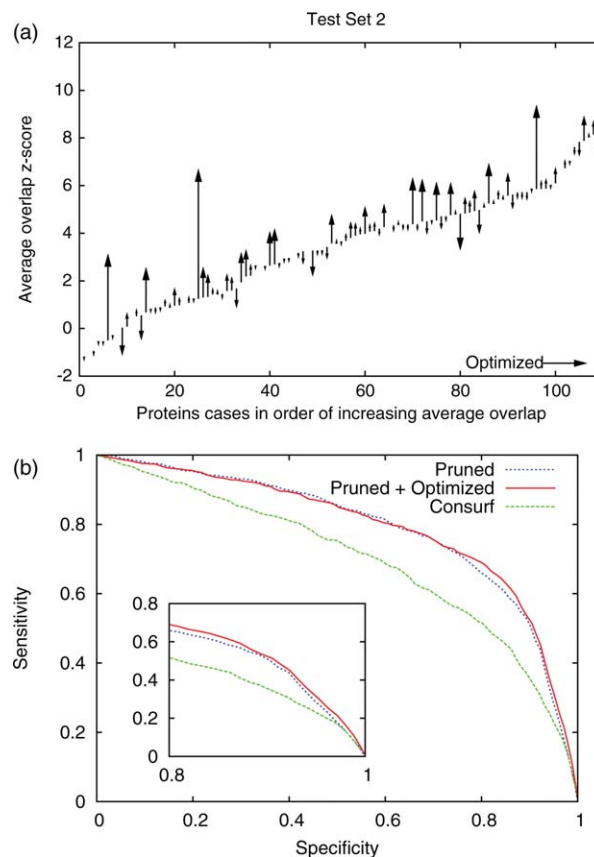 Test Set 2
(a)
12
10
8
6
4
2
0
-2
Average overlap z-score
Optimized
0 20 40 60 80 100
Proteins cases in order of increasing average overlap
(b)
1
0.8
0.6
0.4
0.2
0
Sensitivity
Pruned
Pruned + Optimized
Consurf
0.8
0.6
0.4
0.2
0
0.8 1
0 0.2 0.4 0.6 0.8 1
Specificity